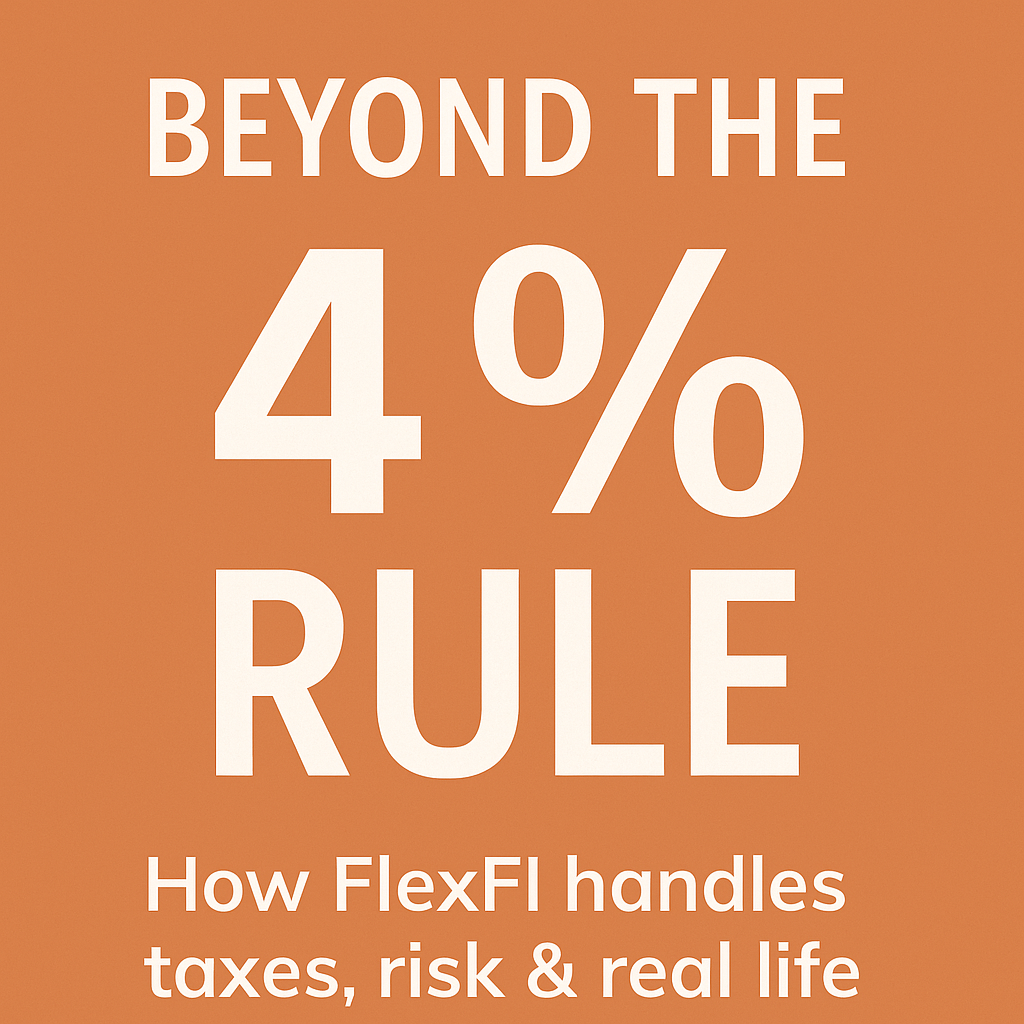 BEYOND THE
4%
RULE
How FlexFI handles
taxes, risk & real life